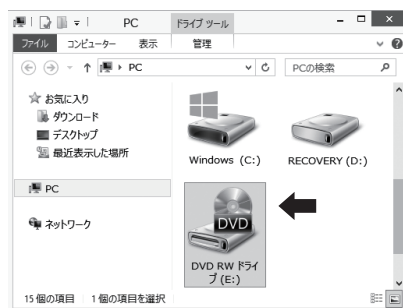 PC
ドライブ ツール
ファイル
コンピューター
表示
管理
PC
PCの検索
お気に入り
ダウンロード
デスクトップ
最近表示した場所
PC
ネットワーク
Windows (C:)
RECOVERY (D:)
DVD
DVD RW ドライ
ブ (E:)
15 個の項目
1 個の項目を選択